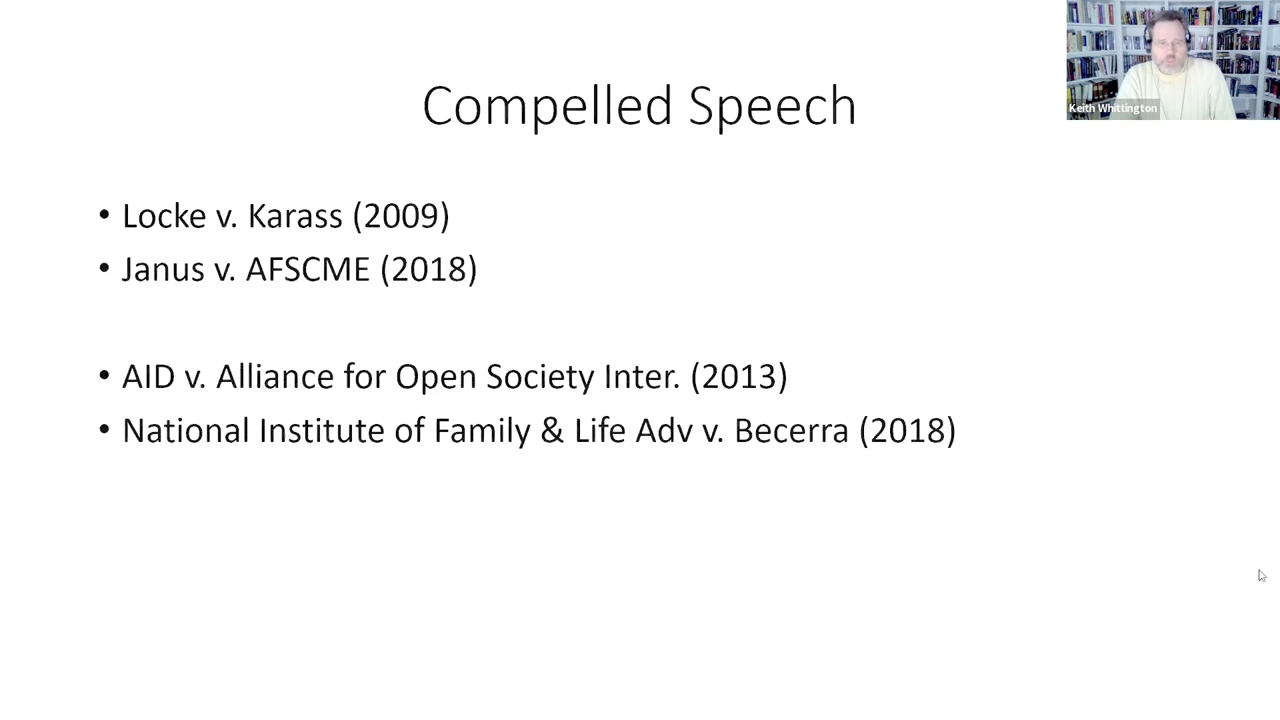 Compelled Speech
Keith Whittington
• Locke v. Karass (2009)
• Janus v. AFSCME (2018)
• AID v. Alliance for Open Society Inter. (2013)
• National Institute of Family & Life Adv v. Becerra (2018)